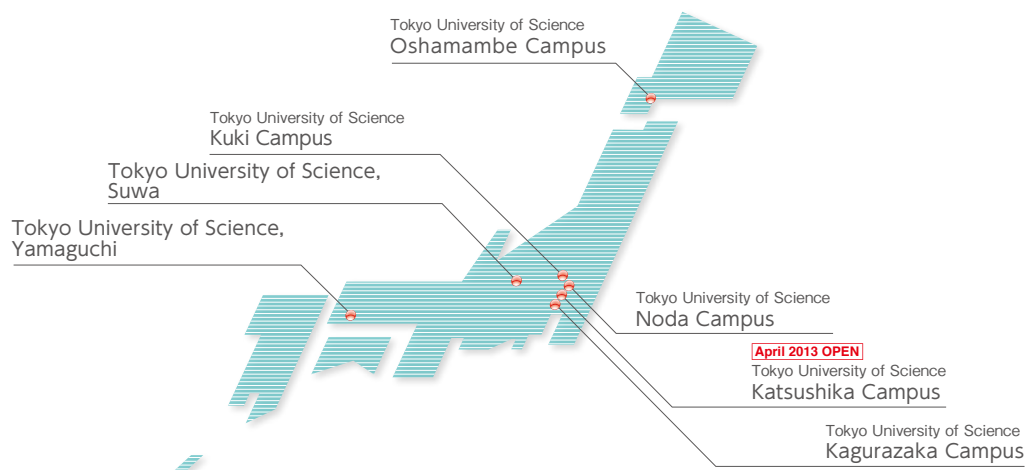 Tokyo University of Science
Oshamambe Campus
Tokyo University of Science
Kuki Campus
Tokyo University of Science,
Suwa
Tokyo University of Science,
Yamaguchi
Tokyo University of Science
Noda Campus
April 2013 OPEN
Tokyo University of Science
Katsushika Campus
Tokyo University of Science
Kagurazaka Campus